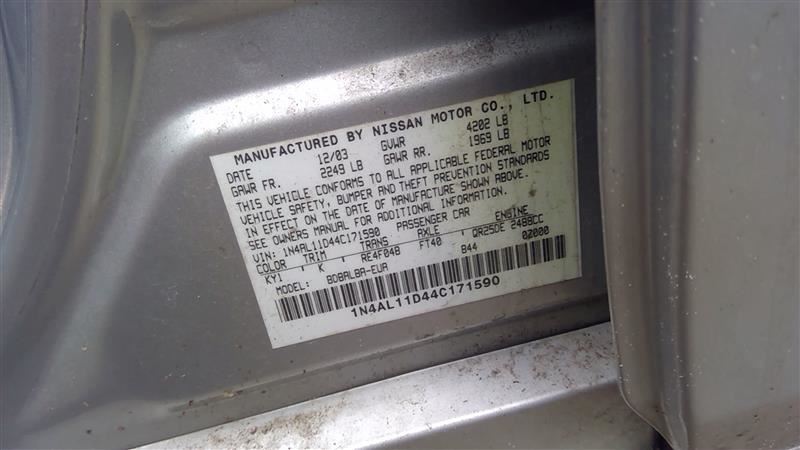 MANUFACTURED BY NISSAN MOTOR CO., LTD.
DATE 12/03 GVWR 4202 LB
GAWR FR. 2249 LB GAWR RR. 1969 LB
THIS VEHICLE CONFORMS TO ALL APPLICABLE FEDERAL MOTOR
VEHICLE SAFETY, BUMPER AND THEFT PREVENTION STANDARDS
IN EFFECT ON THE DATE OF MANUFACTURE SHOWN ABOVE.
SEE OWNERS MANUAL FOR ADDITIONAL INFORMATION.
VIN: 1N4AL11D44C171590 PASSENGER CAR
COLOR TRIM TRANS AXLE ENGINE
KY1 K RE4F04B FT40 QR25DE 2488CC
MODEL: BDBALBA-EUA B44 0Z000
1N4AL11D44C171590